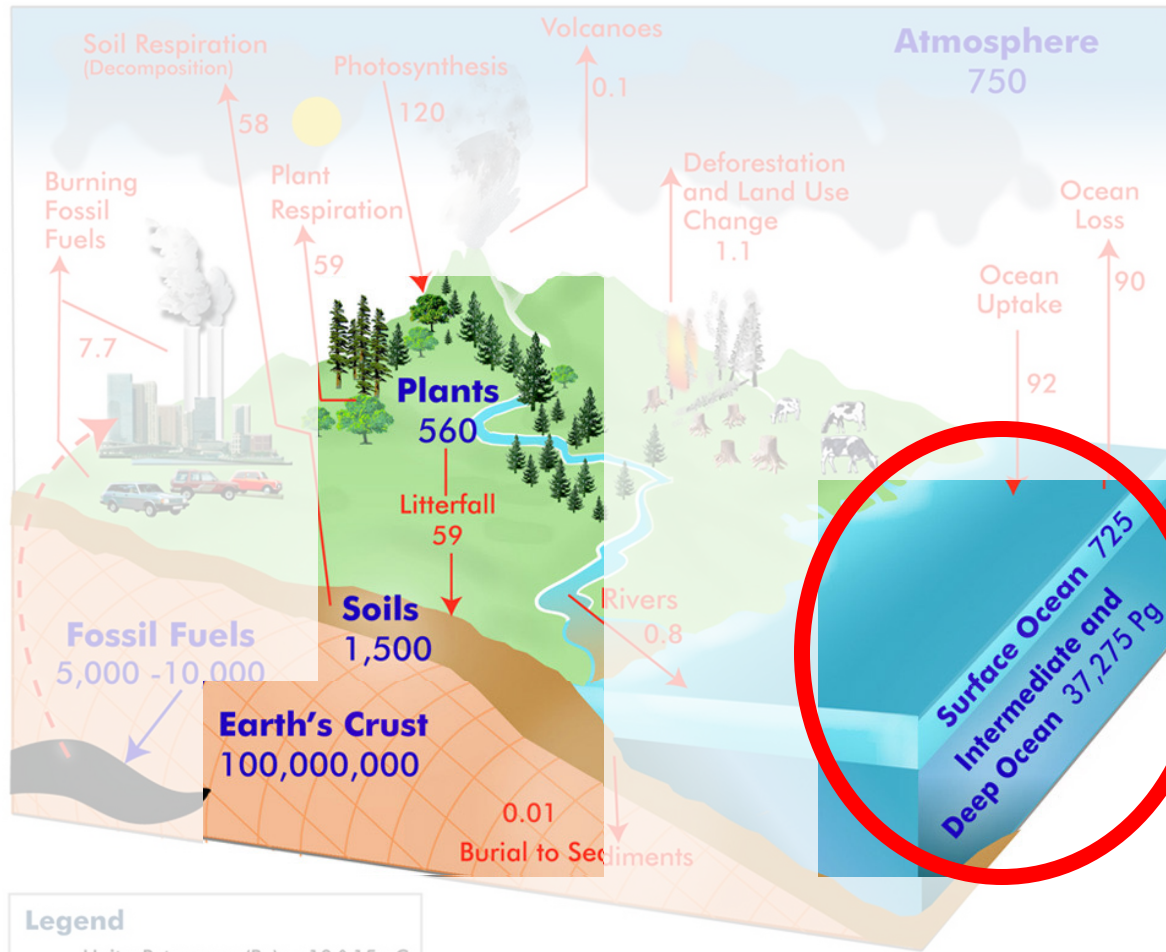 Soil Respiration
(Decomposition)
58
Photosynthesis
120
Volcanoes
0.1
Atmosphere
750
Burning
Fossil
Fuels
7.7
Plant
Respiration
59
Deforestation
and Land Use
Change
1.1
Ocean
Loss
90
Ocean
Uptake
92
Plants
560
Litterfall
59
Soils
1,500
Rivers
0.8
Surface Ocean 725
Intermediate and
Deep Ocean 37,275 Pg
Fossil Fuels
5,000 -10,000
Earth's Crust
100,000,000
0.01
Burial to Sediments
Legend